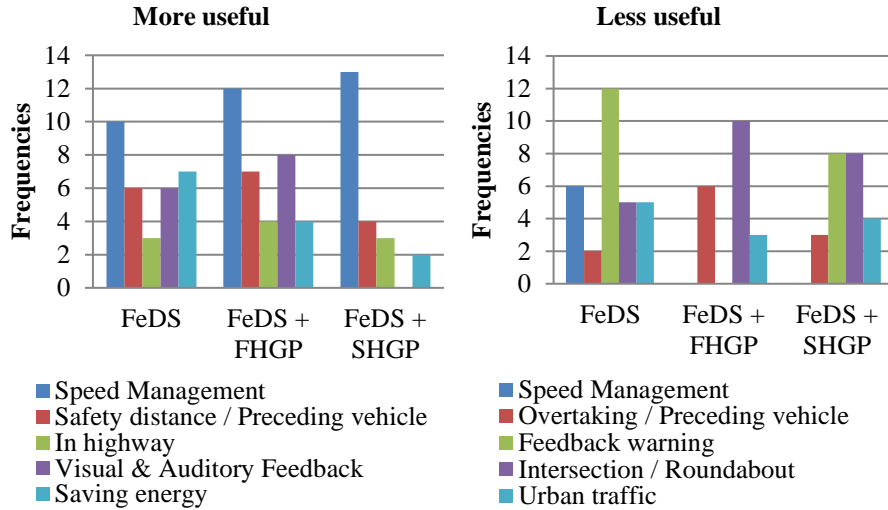 More useful
Frequencies
14
12
10
8
6
4
2
0
FeDS
FeDS +
FHGP
FeDS +
SHGP
Speed Management
Safety distance / Preceding vehicle
In highway
Visual & Auditory Feedback
Saving energy
Less useful
Frequencies
14
12
10
8
6
4
2
0
FeDS
FeDS +
FHGP
FeDS +
SHGP
Speed Management
Overtaking / Preceding vehicle
Feedback warning
Intersection / Roundabout
Urban traffic